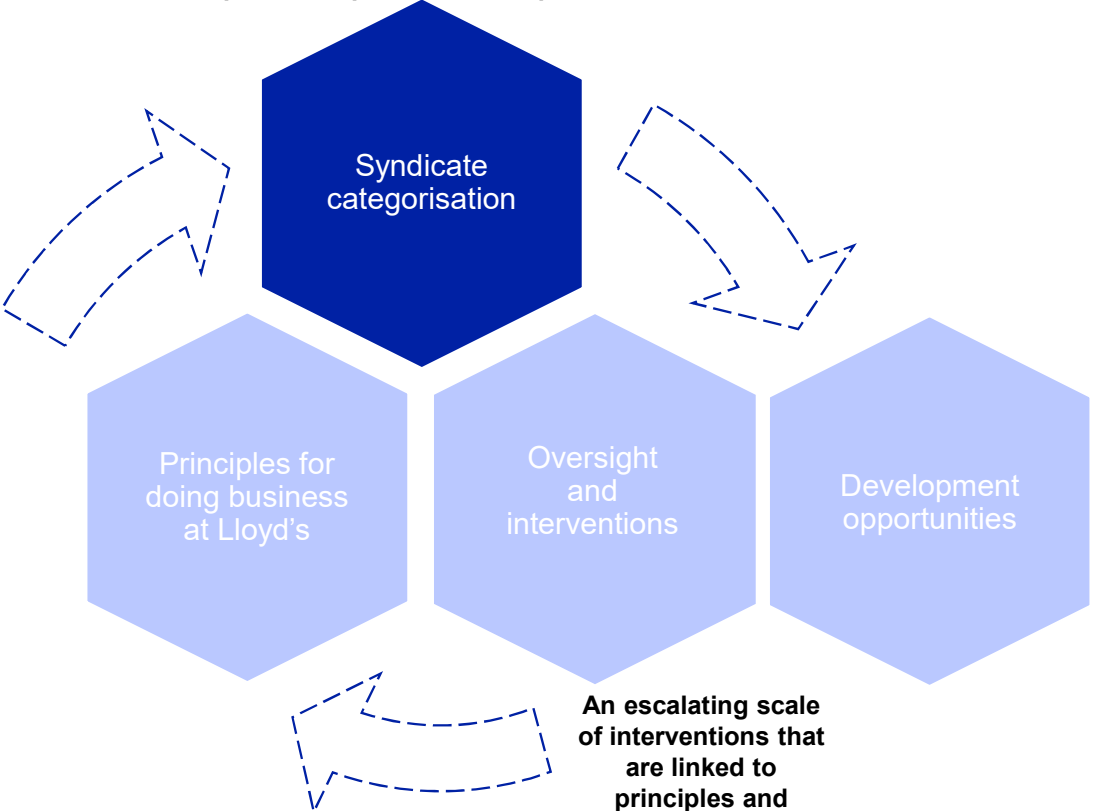 Syndicate
categorisation
Principles for
doing business
at Lloyd's
Oversight
and
interventions
Development
opportunities
An escalating scale
of interventions that
are linked to
principles and